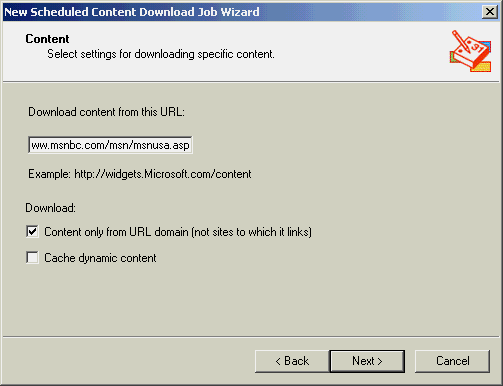 New Scheduled Content Download Job Wizard
Content
Select settings for downloading specific content.
31
Download content from this URL:
ww.msnbc.com/msn/msnusa.asp
Example: http://widgets.Microsoft.com/content
Download:
Content only from URL domain (not sites to which it links)
Cache dynamic content
< Back
Next >
Cancel